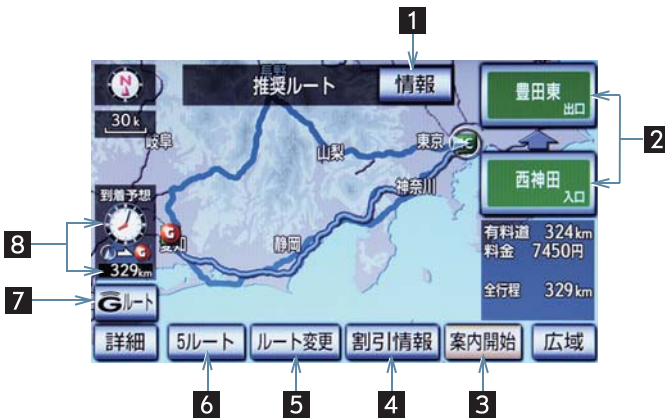 1
推奨ルート
情報
豊田東
出口
30k
岐阜
長野
山梨
東京
2
西神田
入口
神奈川
到着予想
8
愛知
静岡
有料道 324km
料金 7450円
329km
全行程 329km
7
Gルート
詳細
5ルート
ルート変更
割引情報
案内開始
広域
6
5
4
3